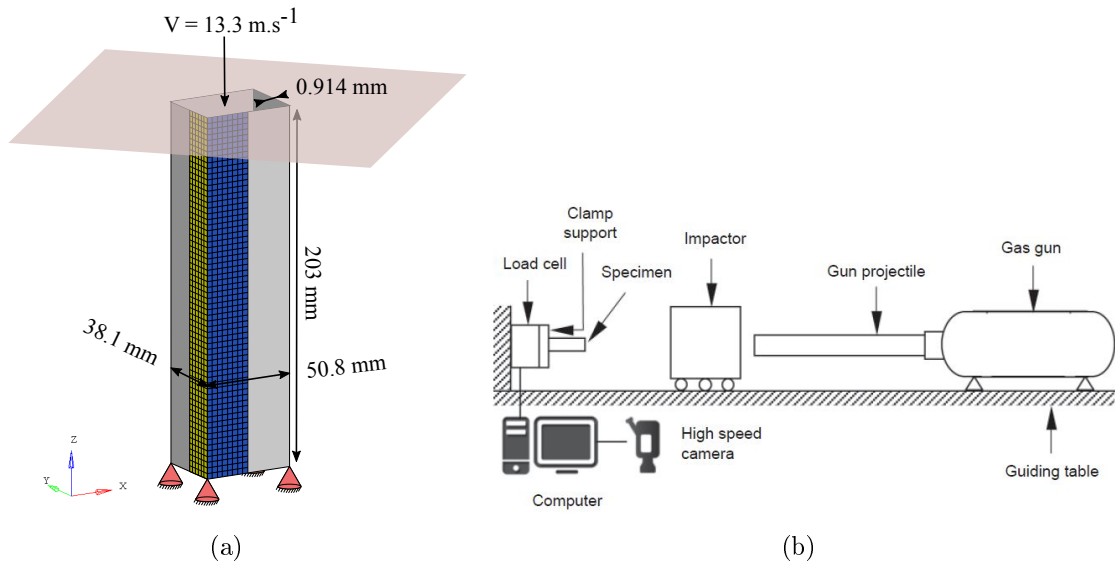 V = 13.3 m.s-1
0.914 mm
203 mm
38.1 mm
50.8 mm
Z
Y
X
(a)
Clamp
support
Load cell
Specimen
Impactor
Gun projectile
Gas gun
High speed
camera
Computer
Guiding table
(b)